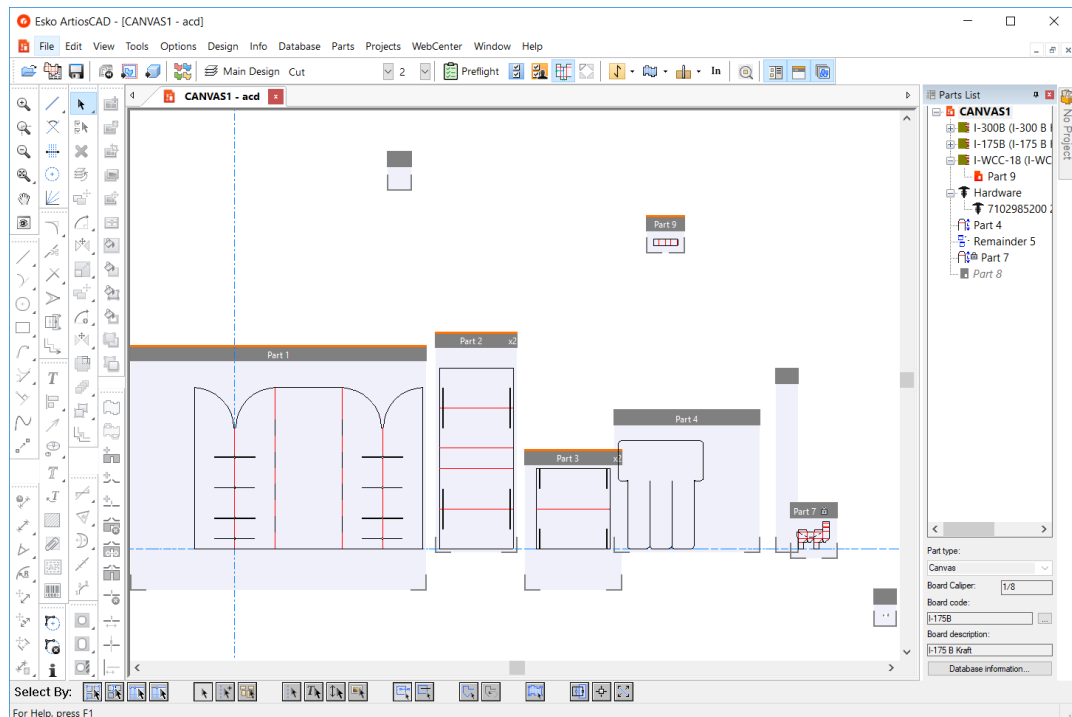 Esko ArtiosCAD - [CANVAS1 - acd]
File Edit View Tools Options Design Info Database Parts Projects WebCenter Window Help
Main Design Cut 2 Preflight In
CANVAS1 - acd
Parts List
No Project
CANVAS1
I-300B (I-300 B
I-175B (I-175 B
I-WCC-18 (I-WC
Part 9
Hardware
7102985200
Part 4
Remainder 5
Part 7
Part 8
Part 9
Part 1
Part 2 x2
Part 3
Part 4
Part 7
Part type:
Canvas
Board Caliper: 1/8
Board code:
I-175B
...
Board description:
I-175 B Kraft
Database information...
Select By:
For Help, press F1